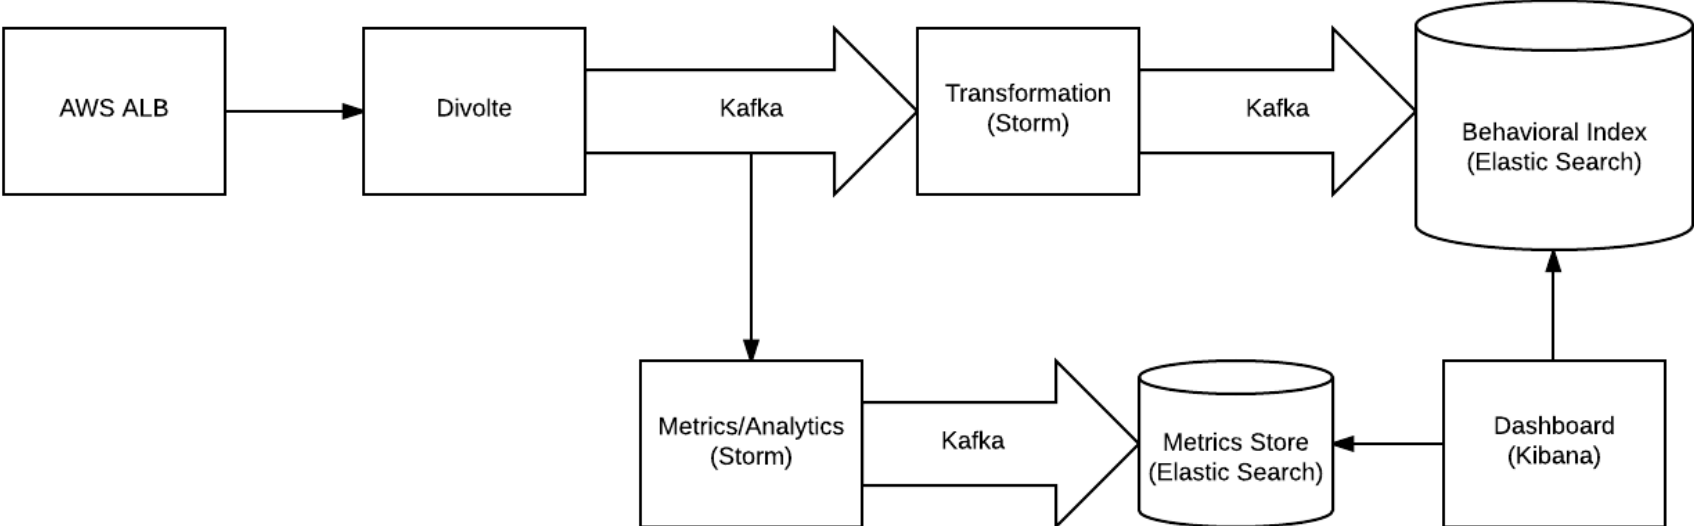 AWS ALB
Divolte
Kafka
Transformation
(Storm)
Kafka
Behavioral Index
(Elastic Search)
Metrics/Analytics
(Storm)
Kafka
Metrics Store
(Elastic Search)
Dashboard
(Kibana)